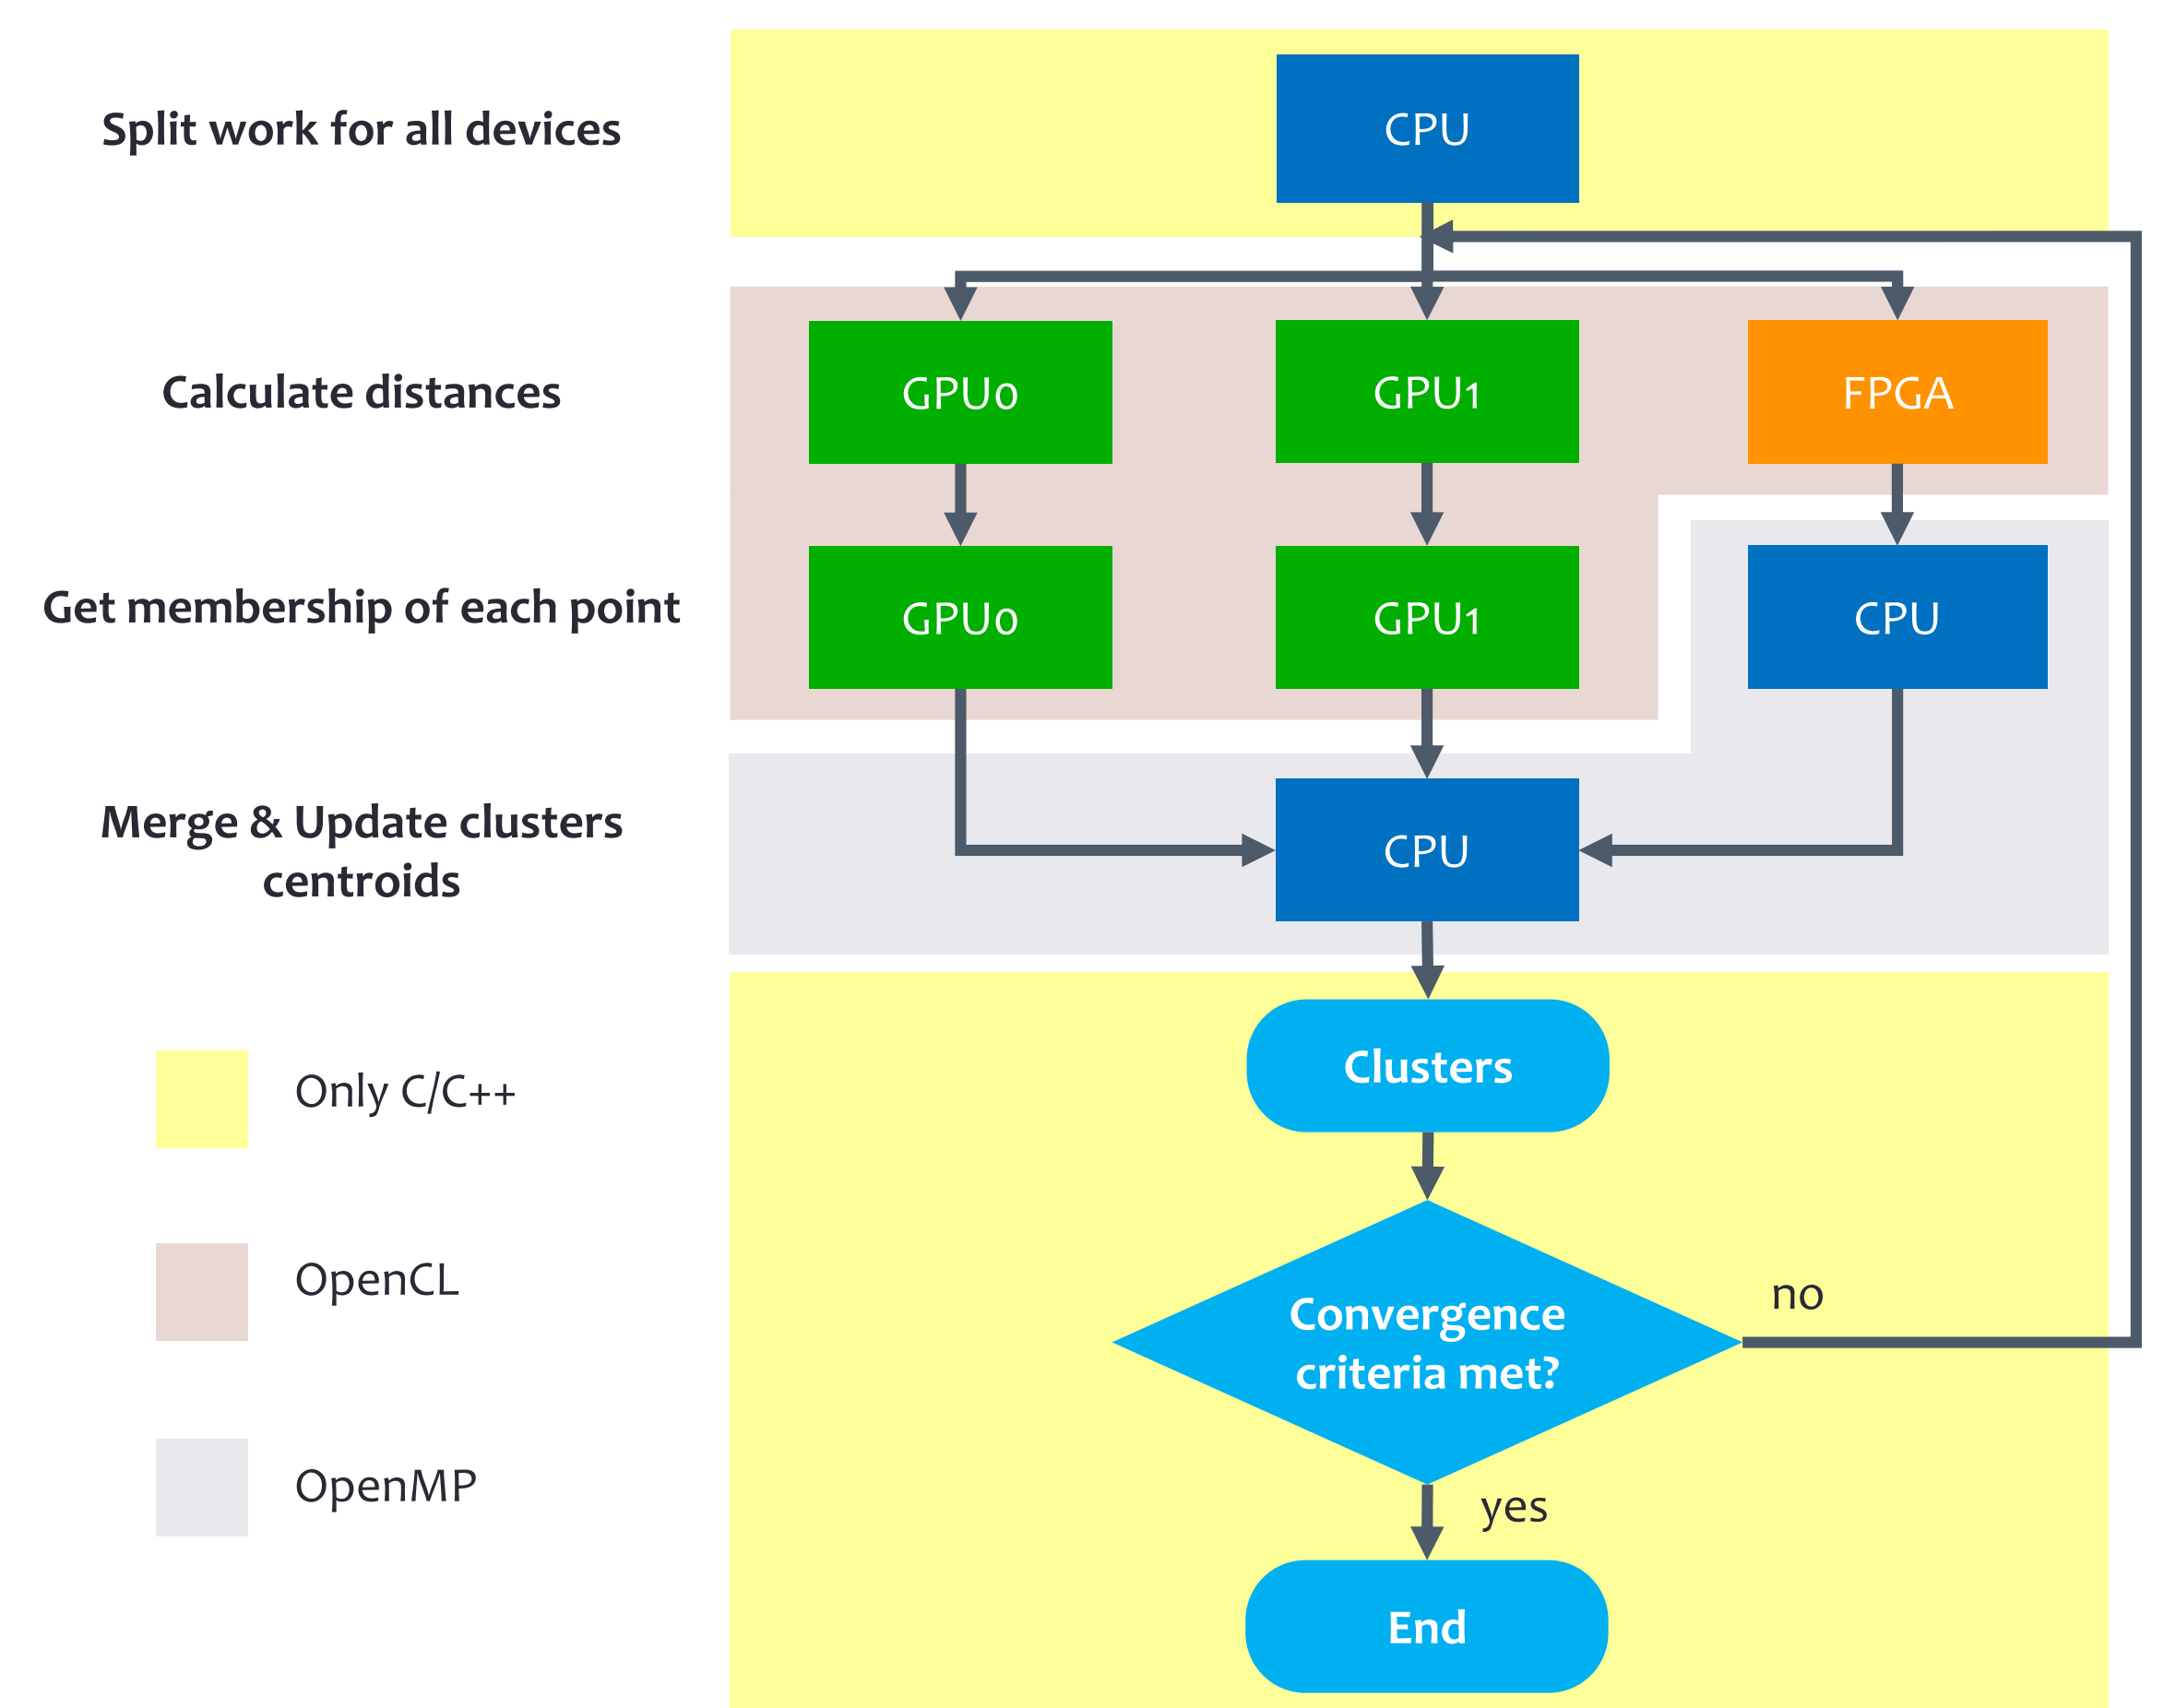 Split work for all devices
CPU
Calculate distances
GPU0
GPU1
FPGA
Get membership of each point
GPU0
GPU1
CPU
Merge & Update clusters
centroids
CPU
Clusters
Only C/C++
OpenCL
Convergence
criteria met?
no
OpenMP
yes
End